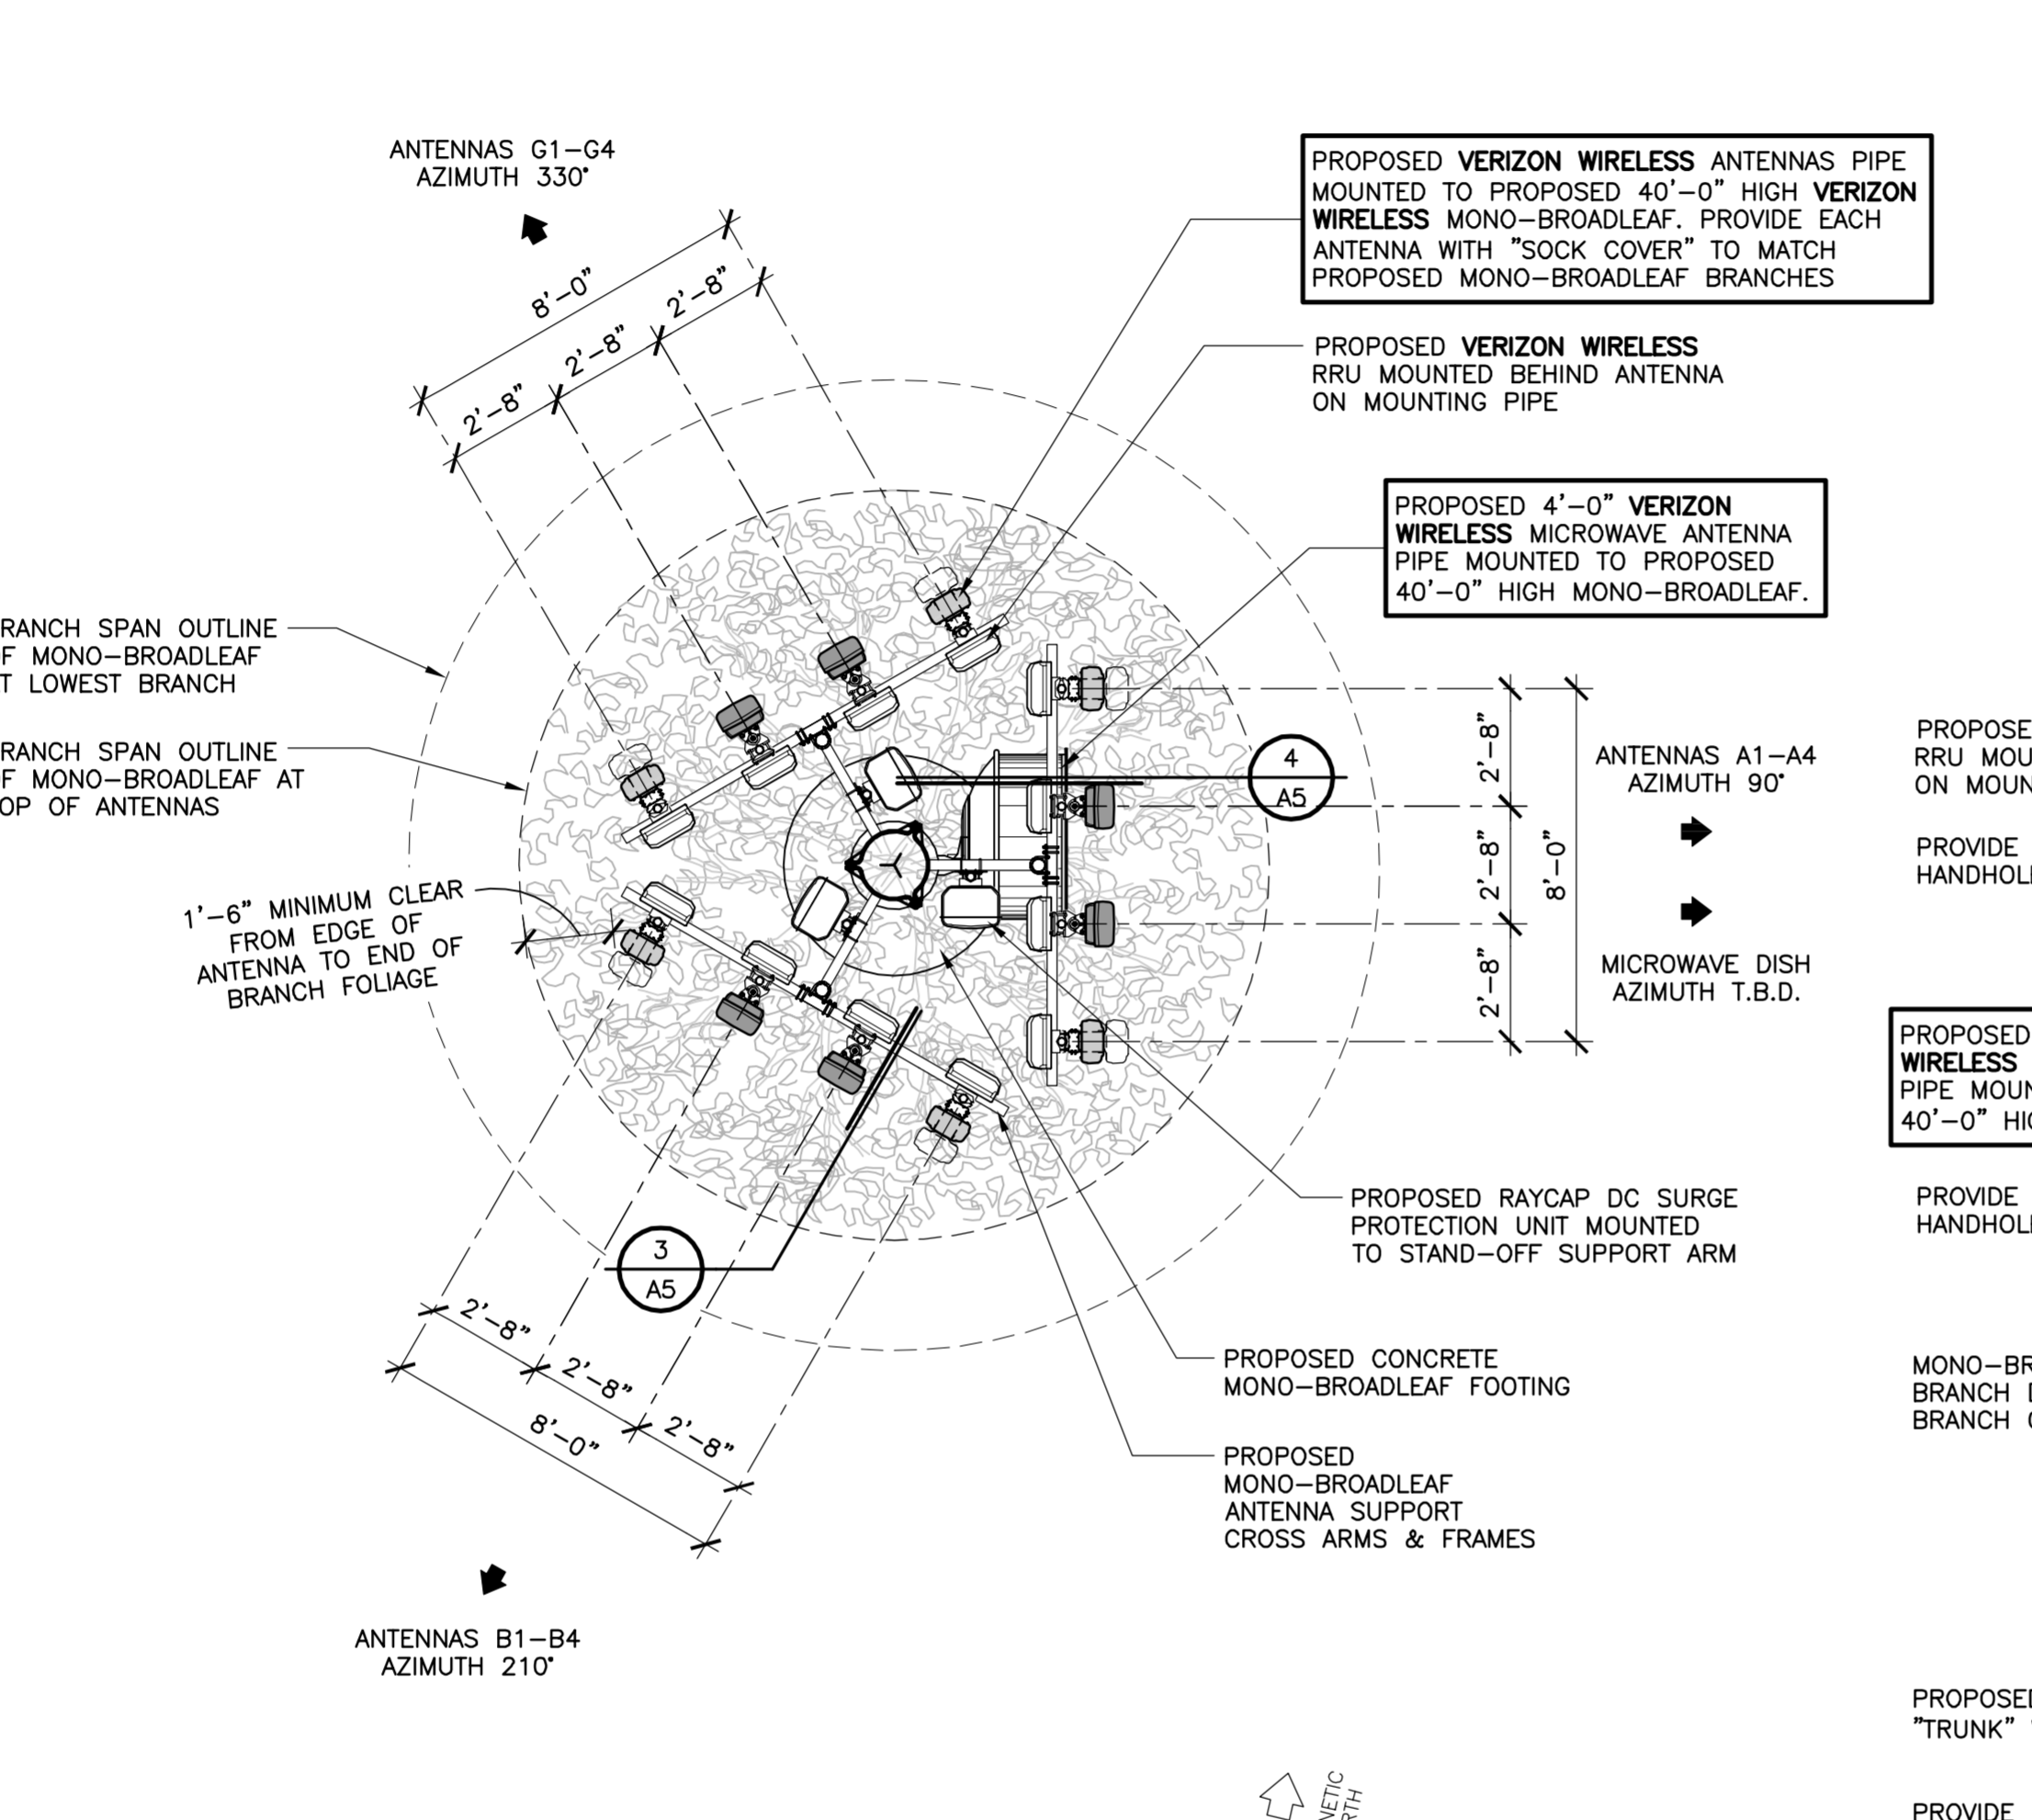 ANTENNAS G1-G4
AZIMUTH 330°
8'-0"
2'-8"
2'-8"
2'-8"
PROPOSED VERIZON WIRELESS ANTENNAS PIPE
MOUNTED TO PROPOSED 40'-0" HIGH VERIZON
WIRELESS MONO-BROADLEAF. PROVIDE EACH
ANTENNA WITH "SOCK COVER" TO MATCH
PROPOSED MONO-BROADLEAF BRANCHES
PROPOSED VERIZON WIRELESS
RRU MOUNTED BEHIND ANTENNA
ON MOUNTING PIPE
PROPOSED 4'-0" VERIZON
WIRELESS MICROWAVE ANTENNA
PIPE MOUNTED TO PROPOSED
40'-0" HIGH MONO-BROADLEAF.
RANCH SPAN OUTLINE
F MONO-BROADLEAF
T LOWEST BRANCH
RANCH SPAN OUTLINE
F MONO-BROADLEAF AT
OP OF ANTENNAS
1'-6" MINIMUM CLEAR
FROM EDGE OF
ANTENNA TO END OF
BRANCH FOLIAGE
4
A5
2'-8"
2'-8"
2'-8"
8'-0"
ANTENNAS A1-A4
AZIMUTH 90°
MICROWAVE DISH
AZIMUTH T.B.D.
PROPOSE
RRU MOU
ON MOUN
PROVIDE
HANDHOLE
PROPOSED
WIRELESS
PIPE MOUN
40'-0" HIG
PROVIDE
HANDHOLE
PROPOSED RAYCAP DC SURGE
PROTECTION UNIT MOUNTED
TO STAND-OFF SUPPORT ARM
3
A5
PROPOSED CONCRETE
MONO-BROADLEAF FOOTING
PROPOSED
MONO-BROADLEAF
ANTENNA SUPPORT
CROSS ARMS & FRAMES
2'-8"
2'-8"
2'-8"
8'-0"
ANTENNAS B1-B4
AZIMUTH 210°
MONO-BR
BRANCH
BRANCH
PROPOSED
"TRUNK"
PROVIDE
NETIC
RTH